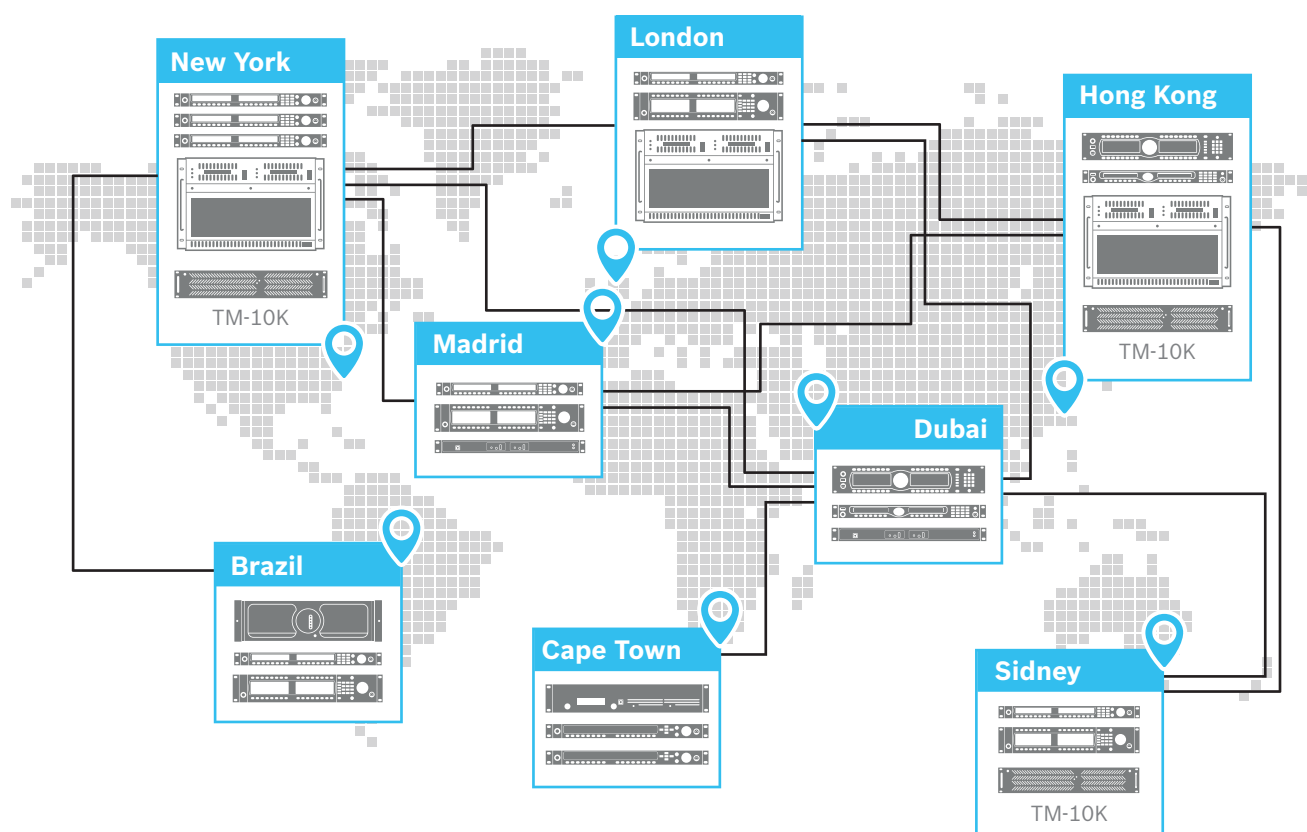 New York
TM-10K
London
Hong Kong
TM-10K
Madrid
Dubai
Brazil
Cape Town
Sidney
TM-10K